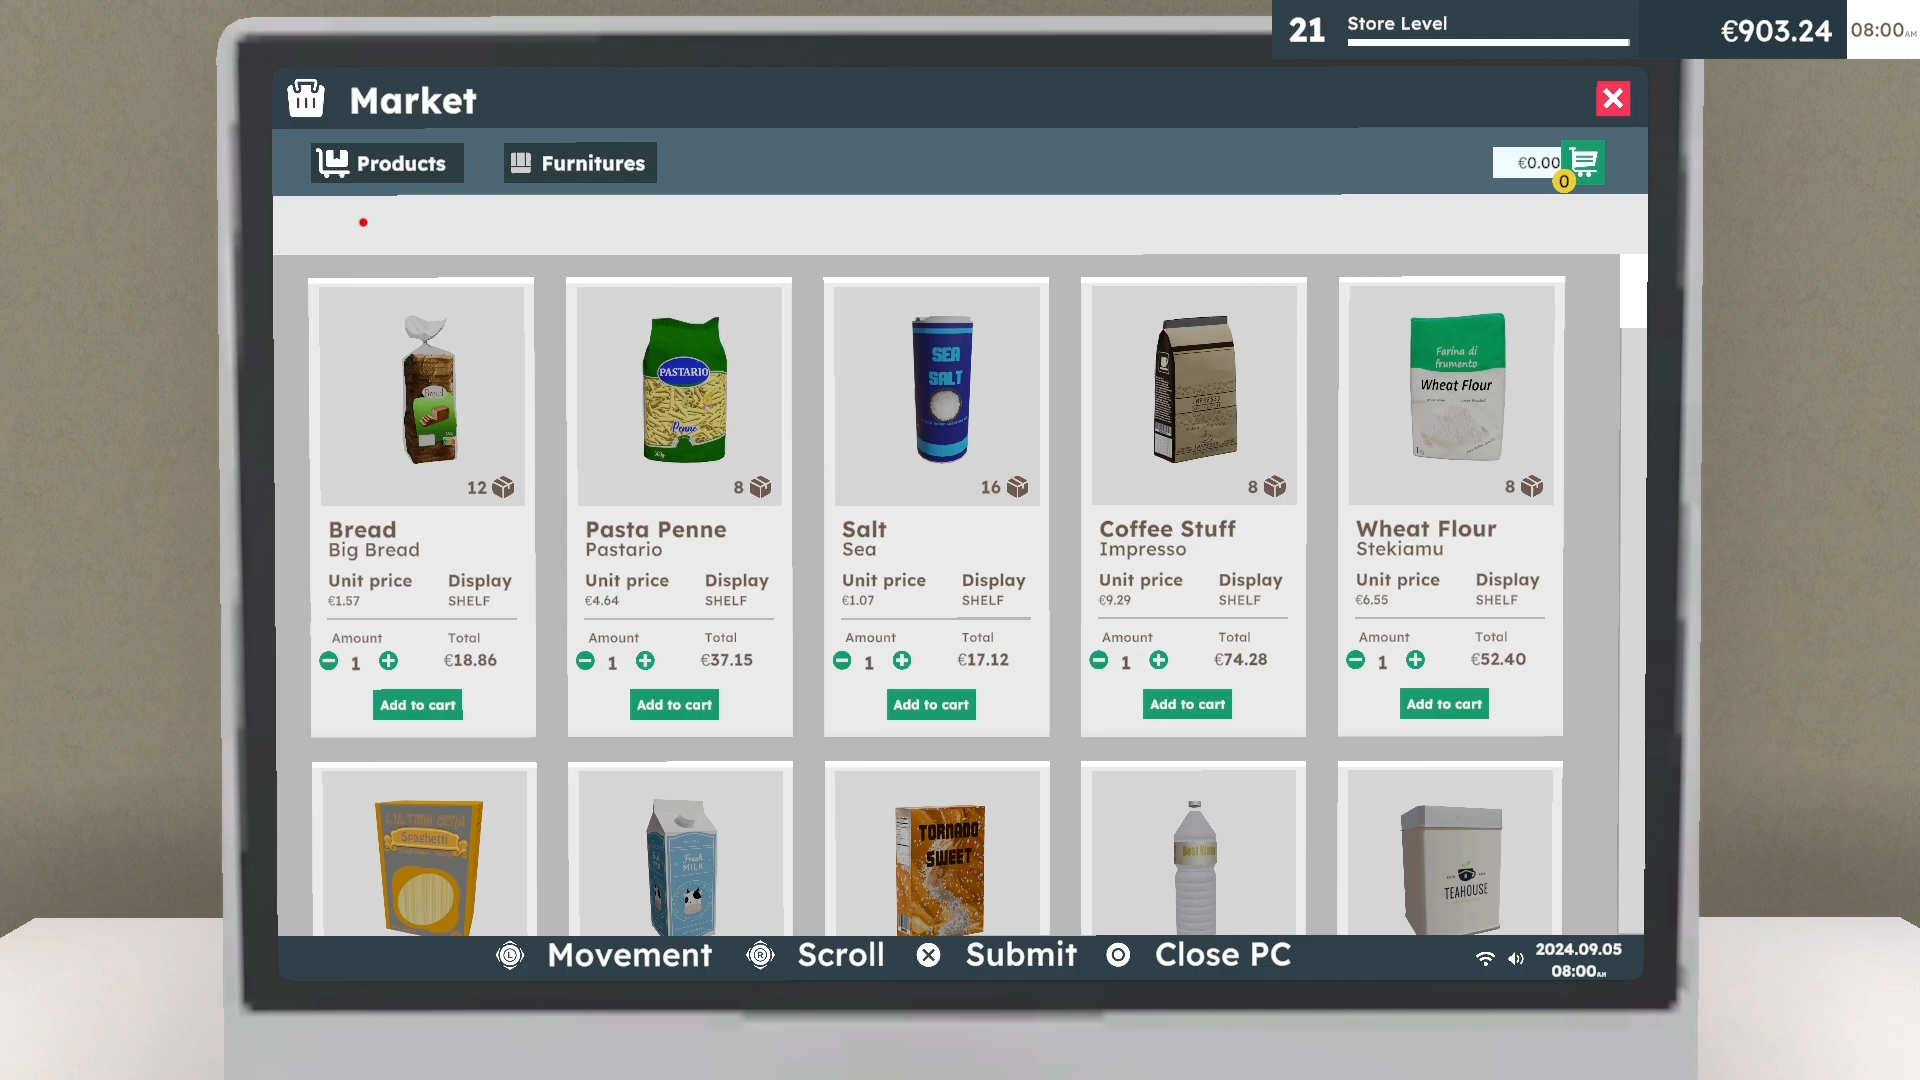 21 Store Level €903.24 08:00AM
Market
Products Furnitures €0.00
0
BREAD
PASTARIO
Penne
SEA
SALT
IMPRESSO
Farina di
frumento
Wheat Flour
12 8 16 8 8
Bread Pasta Penne Salt Coffee Stuff Wheat Flour
Big Bread Pastario Sea Impresso Stekiamu
Unit price Display Unit price Display Unit price Display Unit price Display Unit price Display
€1.57 SHELF €4.64 SHELF €1.07 SHELF €9.29 SHELF €6.55 SHELF
Amount Total Amount Total Amount Total Amount Total Amount Total
1 €18.86 1 €37.15 1 €17.12 1 €74.28 1 €52.40
Add to cart Add to cart Add to cart Add to cart Add to cart
L'ULTIMA CENA
Spaghetti
Fresh
MILK
TORNADO
SWEET
Best Water
TEAHOUSE
L Movement R Scroll Submit Close PC 2024.09.05
08:00AM